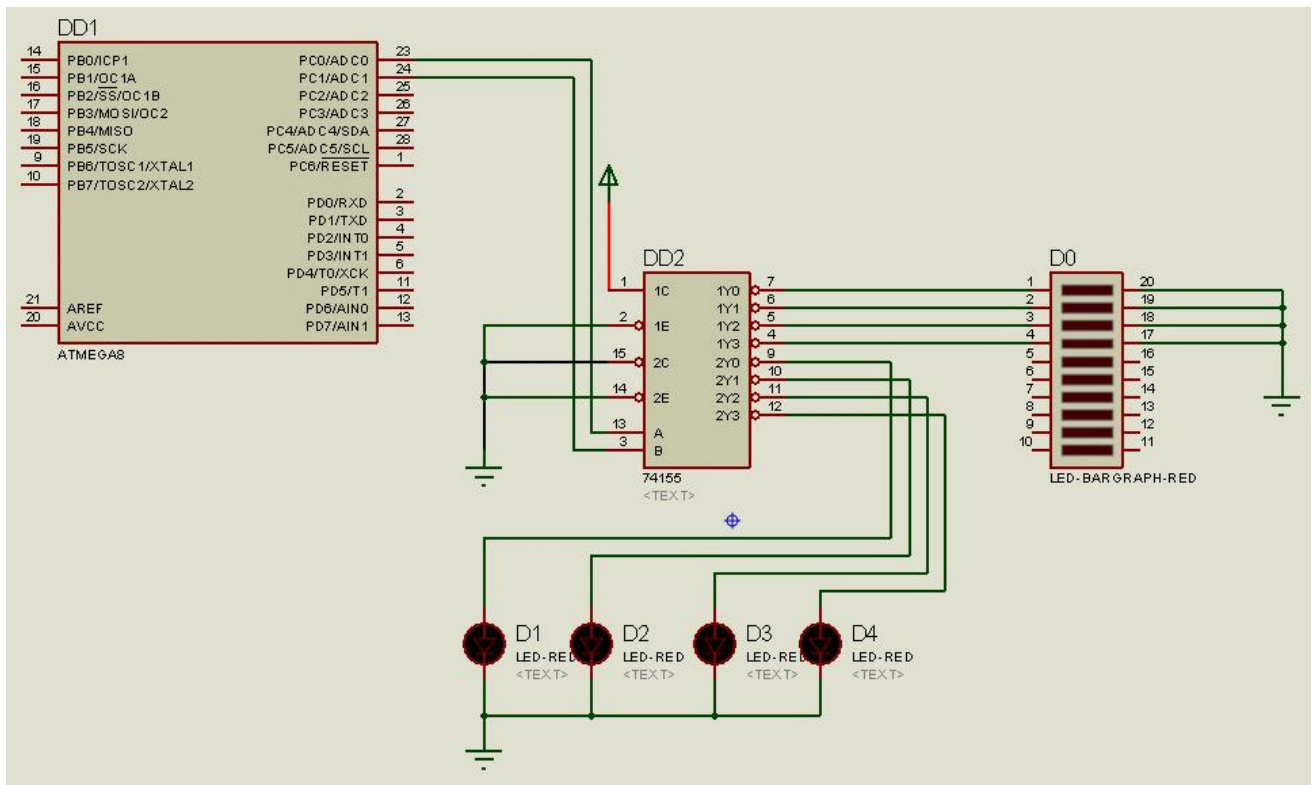 DD1
14 PB0/ICP1 PC0/ADC0 23
15 PB1/OC1A PC1/ADC1 24
16 PB2/SS/OC1B PC2/ADC2 25
17 PB3/MOSI/OC2 PC3/ADC3 26
18 PB4/MISO PC4/ADC4/SDA 27
19 PB5/SCK PC5/ADC5/SCL 28
9 PB6/TOSC1/XTAL1 PC6/RESET 1
10 PB7/TOSC2/XTAL2
PD0/RXD 2
PD1/TXD 3
PD2/INT0 4
PD3/INT1 5
PD4/T0/XCK 6
PD5/T1 11
21 AREF PD6/AIN0 12
20 AVCC PD7/AIN1 13
ATMEGA8
DD2
1 1C 1Y0 7
1Y1 6
2 1E 1Y2 5
1Y3 4
15 2C 2Y0 9
2Y1 10
14 2E 2Y2 11
2Y3 12
13 A
3 B
74155
<TEXT>
D0
1 20
2 19
3 18
4 17
5 16
6 15
7 14
8 13
9 12
10 11
LED-BARGRAPH-RED
D1 D2 D3 D4
LED-RED LED-RED LED-RED LED-RED
<TEXT> <TEXT> <TEXT> <TEXT>